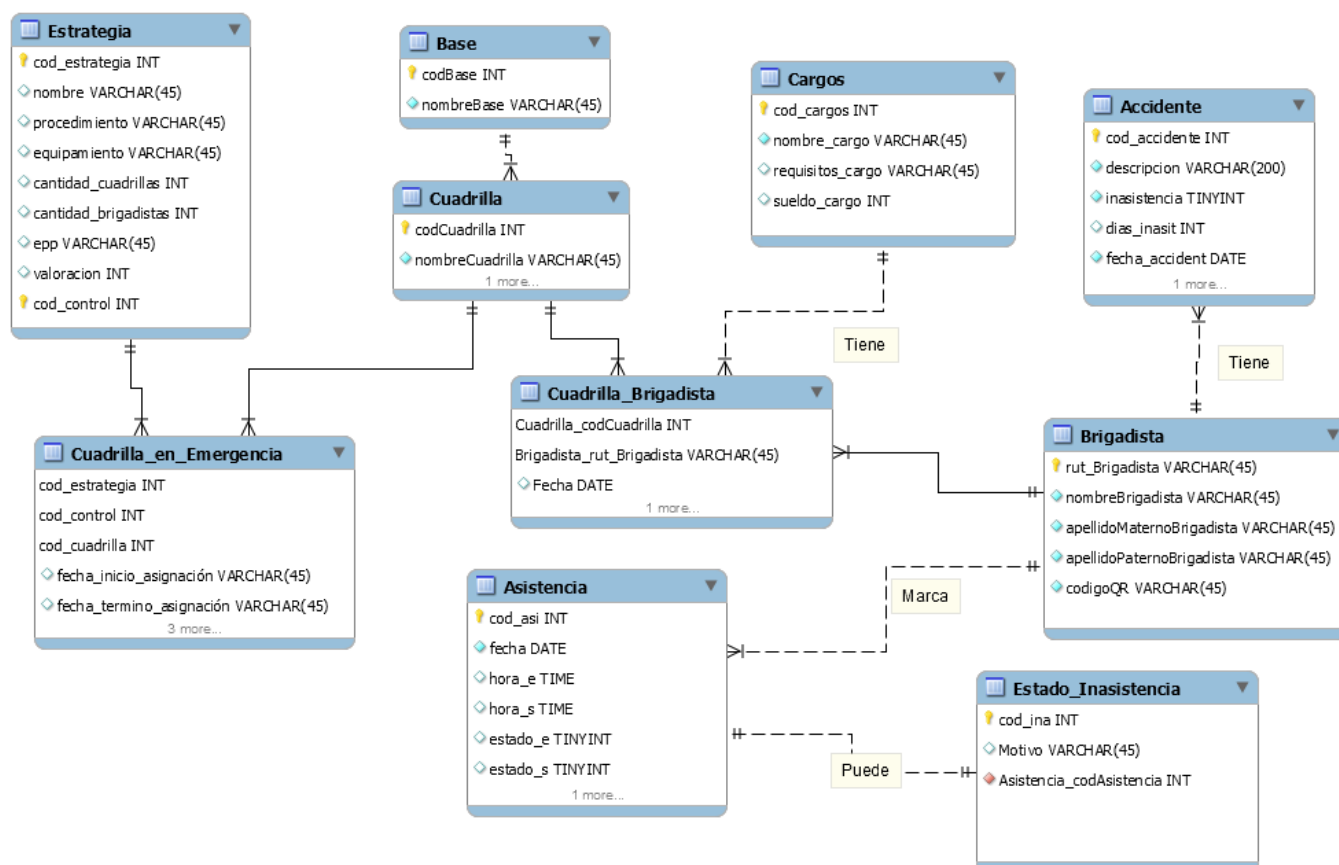 Estrategia
cod_estrategia INT
nombre VARCHAR(45)
procedimiento VARCHAR(45)
equipamiento VARCHAR(45)
cantidad_cuadrillas INT
cantidad_brigadistas INT
epp VARCHAR(45)
valoracion INT
cod_control INT
Base
codBase INT
nombreBase VARCHAR(45)
Cuadrilla
codCuadrilla INT
nombreCuadrilla VARCHAR(45)
1 more...
Cargos
cod_cargos INT
nombre_cargo VARCHAR(45)
requisitos_cargo VARCHAR(45)
sueldo_cargo INT
Accidente
cod_accidente INT
descripcion VARCHAR(200)
inasistencia TINYINT
dias_inasit INT
fecha_accident DATE
1 more...
Tiene
Tiene
Cuadrilla_en_Emergencia
cod_estrategia INT
cod_control INT
cod_cuadrilla INT
fecha_inicio_asignación VARCHAR(45)
fecha_termino_asignación VARCHAR(45)
3 more...
Cuadrilla_Brigadista
Cuadrilla_codCuadrilla INT
Brigadista_rut_Brigadista VARCHAR(45)
Fecha DATE
1 more...
Brigadista
rut_Brigadista VARCHAR(45)
nombreBrigadista VARCHAR(45)
apellidoMaternoBrigadista VARCHAR(45)
apellidoPaternoBrigadista VARCHAR(45)
codigoQR VARCHAR(45)
Asistencia
cod_asi INT
fecha DATE
hora_e TIME
hora_s TIME
estado_e TINYINT
estado_s TINYINT
1 more...
Marca
Puede
Estado_Inasistencia
cod_ina INT
Motivo VARCHAR(45)
Asistencia_codAsistencia INT